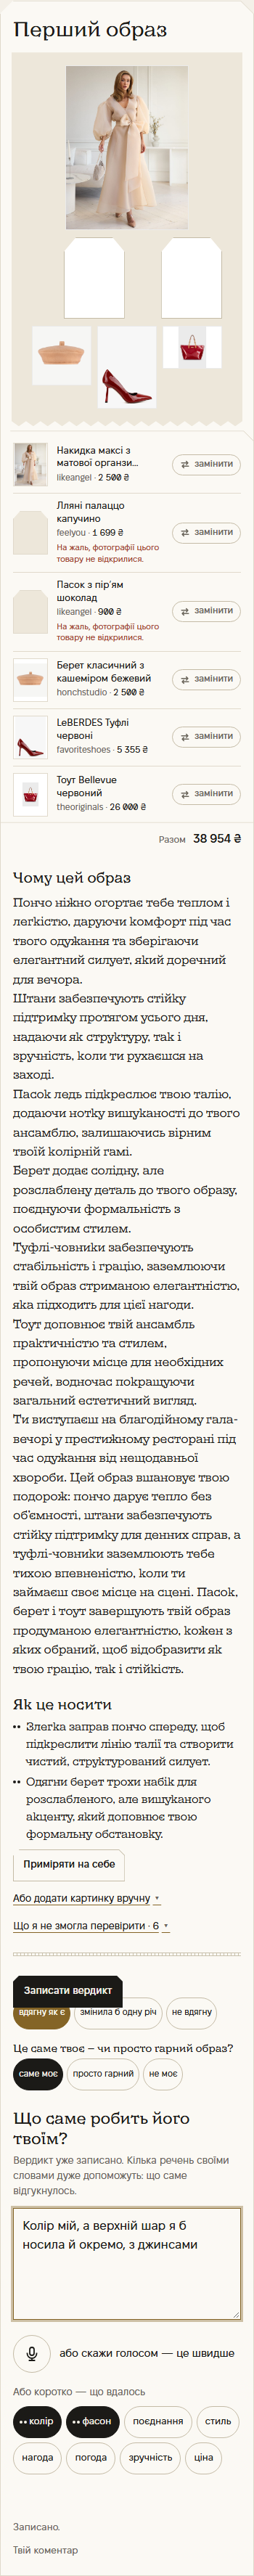 Перший образ
Накидка максі з
матової органзи...
likeangel · 2 500 ₴
замінити
Лляні палаццо
капучино
feelyou · 1 699 ₴
На жаль, фотографії цього
товару не відкрилися.
замінити
Пасок з пір'ям
шоколад
likeangel · 900 ₴
На жаль, фотографії цього
товару не відкрилися.
замінити
Берет класичний з
кашеміром бежевий
honchstudio · 2 500 ₴
замінити
LeBERDES Туфлі
червоні
favoriteshoes · 5 355 ₴
замінити
Тоут Bellevue
червоний
theoriginals · 26 000 ₴
замінити
Разом 38 954 ₴
Чому цей образ
Пончо ніжно огортає тебе теплом і
легкістю, даруючи комфорт під час
твого одужання та зберігаючи
елегантний силует, який доречний
для вечора.
Штани забезпечують стійку
підтримку протягом усього дня,
надаючи як структуру, так і
зручність, коли ти рухаєшся на
заході.
Пасок ледь підкреслює твою талію,
додаючи нотку вишуканості до твого
ансамблю, залишаючись вірним
твоїй колірній гамі.
Берет додає солідну, але
розслаблену деталь до твого образу,
поєднуючи формальність з
особистим стилем.
Туфлі-човники забезпечують
стабільність і грацію, заземлюючи
твій образ стриманою елегантністю,
яка підходить для цієї нагоди.
Тоут доповнює твій ансамбль
практичністю та стилем,
пропонуючи місце для необхідних
речей, водночас покращуючи
загальний естетичний вигляд.
Ти виступаєш на благодійному гала-
вечорі у престижному ресторані під
час одужання від нещодавньої
хвороби. Цей образ вшановує твою
подорож: пончо дарує тепло без
об'ємності, штани забезпечують
стійку підтримку для денних справ, а
туфлі-човники заземлюють тебе
тихою впевненістю, коли ти
займаєш своє місце на сцені. Пасок,
берет і тоут завершують твій образ
продуманою елегантністю, кожен з
яких обраний, щоб відобразити як
твою грацію, так і стійкість.
Як це носити
Злегка заправ пончо спереду, щоб
підкреслити лінію талії та створити
чистий, структурований силует.
Одягни берет трохи набік для
розслабленого, але вишуканого
акценту, який доповнює твою
формальну обстановку.
Приміряти на себе
Або додати картинку вручну
Що я не змогла перевірити · 6
Записати вердикт
вдягну як є
змінила б одну річ
не вдягну
Це саме твоє — чи просто гарний образ?
саме моє
просто гарний
не моє
Що саме робить його
твоїм?
Вердикт уже записано. Кілька речень своїми
словами дуже допоможуть: що саме
відгукнулось.
Колір мій, а верхній шар я б
носила й окремо, з джинсами
або скажи голосом — це швидше
Або коротко — що вдалось
колір
фасон
поєднання
стиль
нагода
погода
зручність
ціна
Записано.
Твій коментар